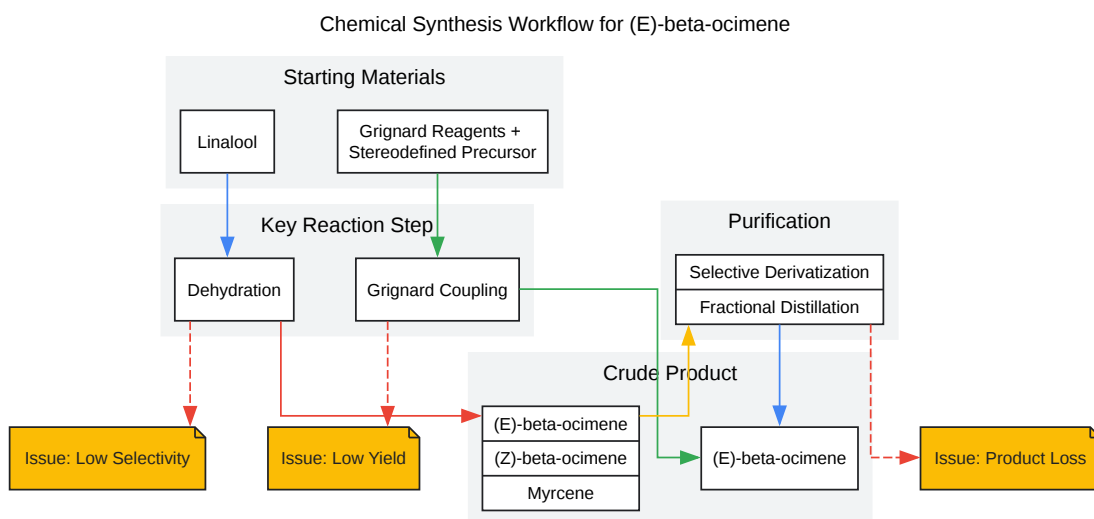 Chemical Synthesis Workflow for (E)-beta-ocimene
Starting Materials
Linalool
Grignard Reagents +
Stereodefined Precursor
Key Reaction Step
Dehydration
Grignard Coupling
Purification
Selective Derivatization
Fractional Distillation
Crude Product
(E)-beta-ocimene
(Z)-beta-ocimene
Myrcene
(E)-beta-ocimene
Issue: Low Selectivity
Issue: Low Yield
Issue: Product Loss